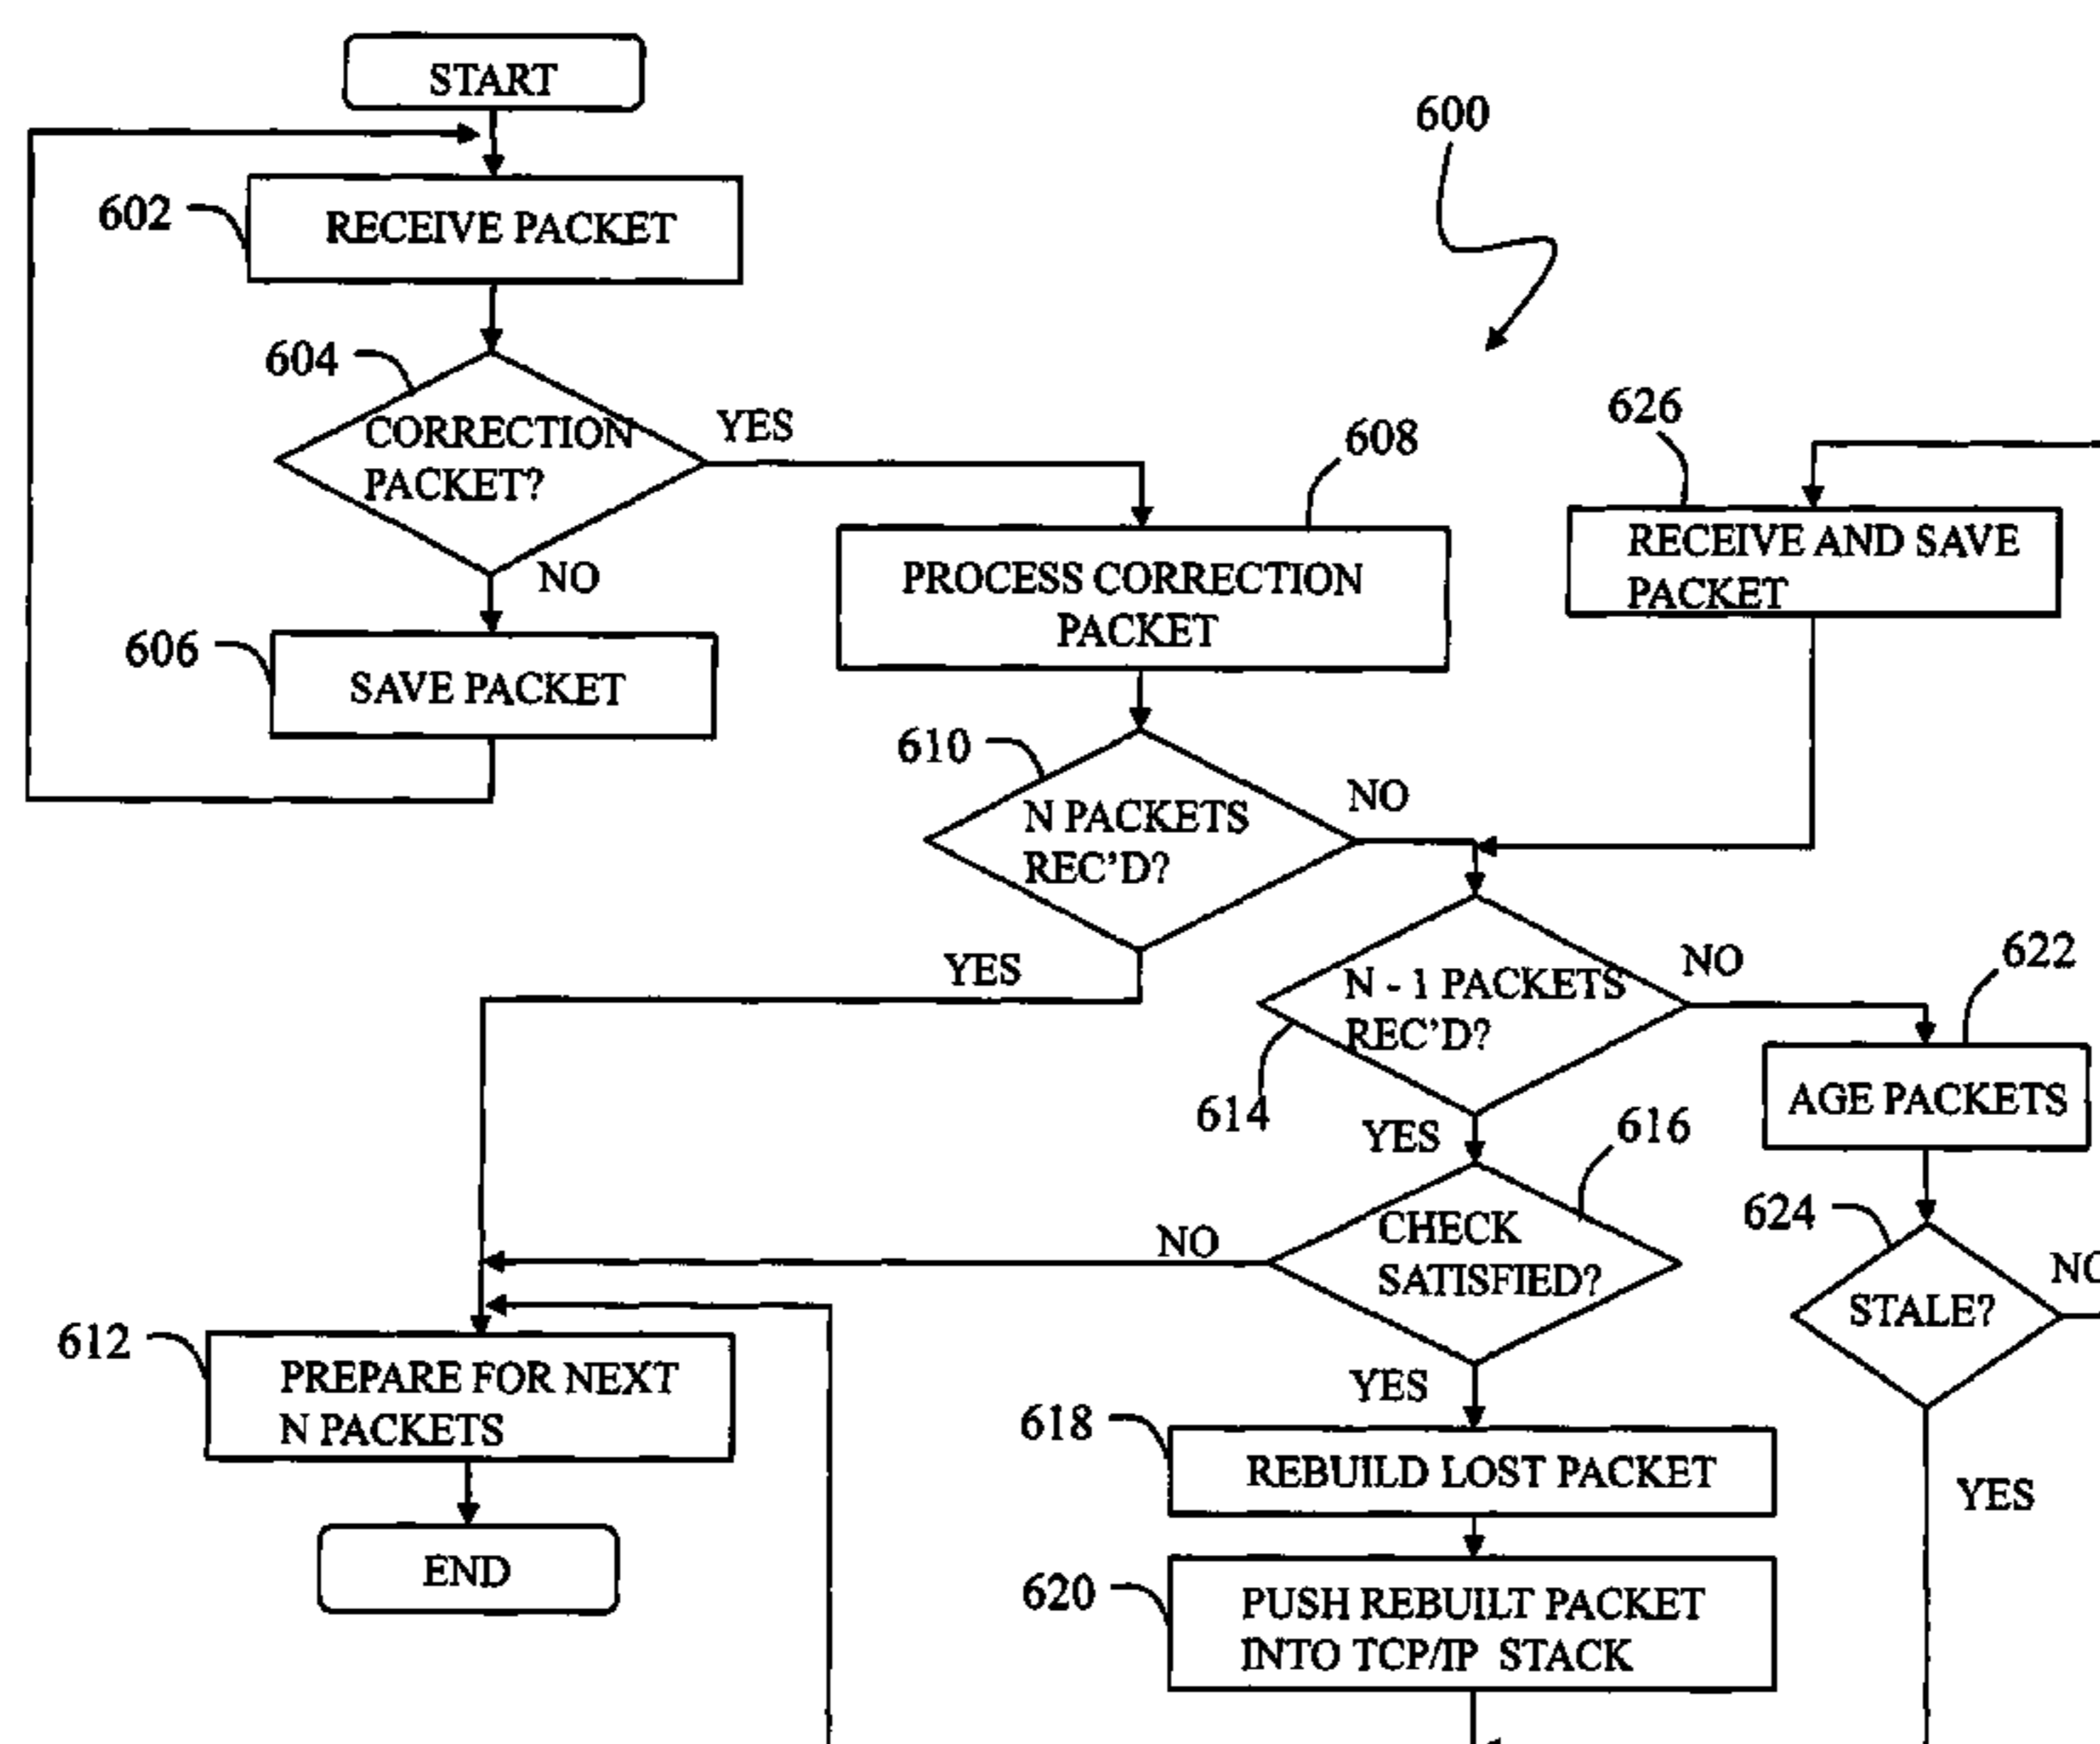 START
600
602
RECEIVE PACKET
604
CORRECTION
PACKET?
YES
NO
606
SAVE PACKET
608
PROCESS CORRECTION
PACKET
626
RECEIVE AND SAVE
PACKET
610
N PACKETS
REC'D?
NO
YES
N - 1 PACKETS
REC'D?
614
NO
YES
622
AGE PACKETS
616
CHECK
SATISFIED?
NO
YES
624
STALE?
NO
YES
612
PREPARE FOR NEXT
N PACKETS
END
618
REBUILD LOST PACKET
620
PUSH REBUILT PACKET
INTO TCP/IP STACK